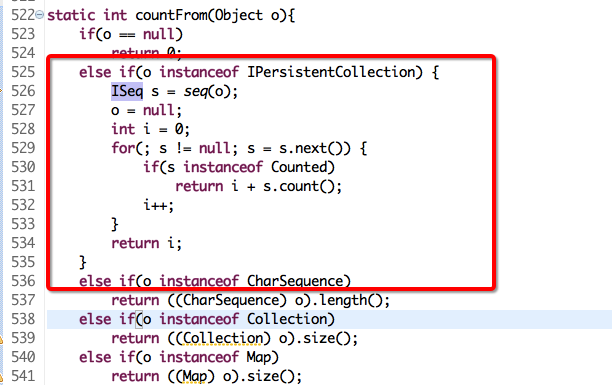 522 static int countFrom(Object o){
523 if(o == null)
524 return 0;
525 else if(o instanceof IPersistentCollection) {
526 ISeq s = seq(o);
527 o = null;
528 int i = 0;
529 for(; s != null; s = s.next()) {
530 if(s instanceof Counted)
531 return i + s.count();
532 i++;
533 }
534 return i;
535 }
536 else if(o instanceof CharSequence)
537 return ((CharSequence) o).length();
538 else if(o instanceof Collection)
539 return ((Collection) o).size();
540 else if(o instanceof Map)
541 return ((Map) o).size();